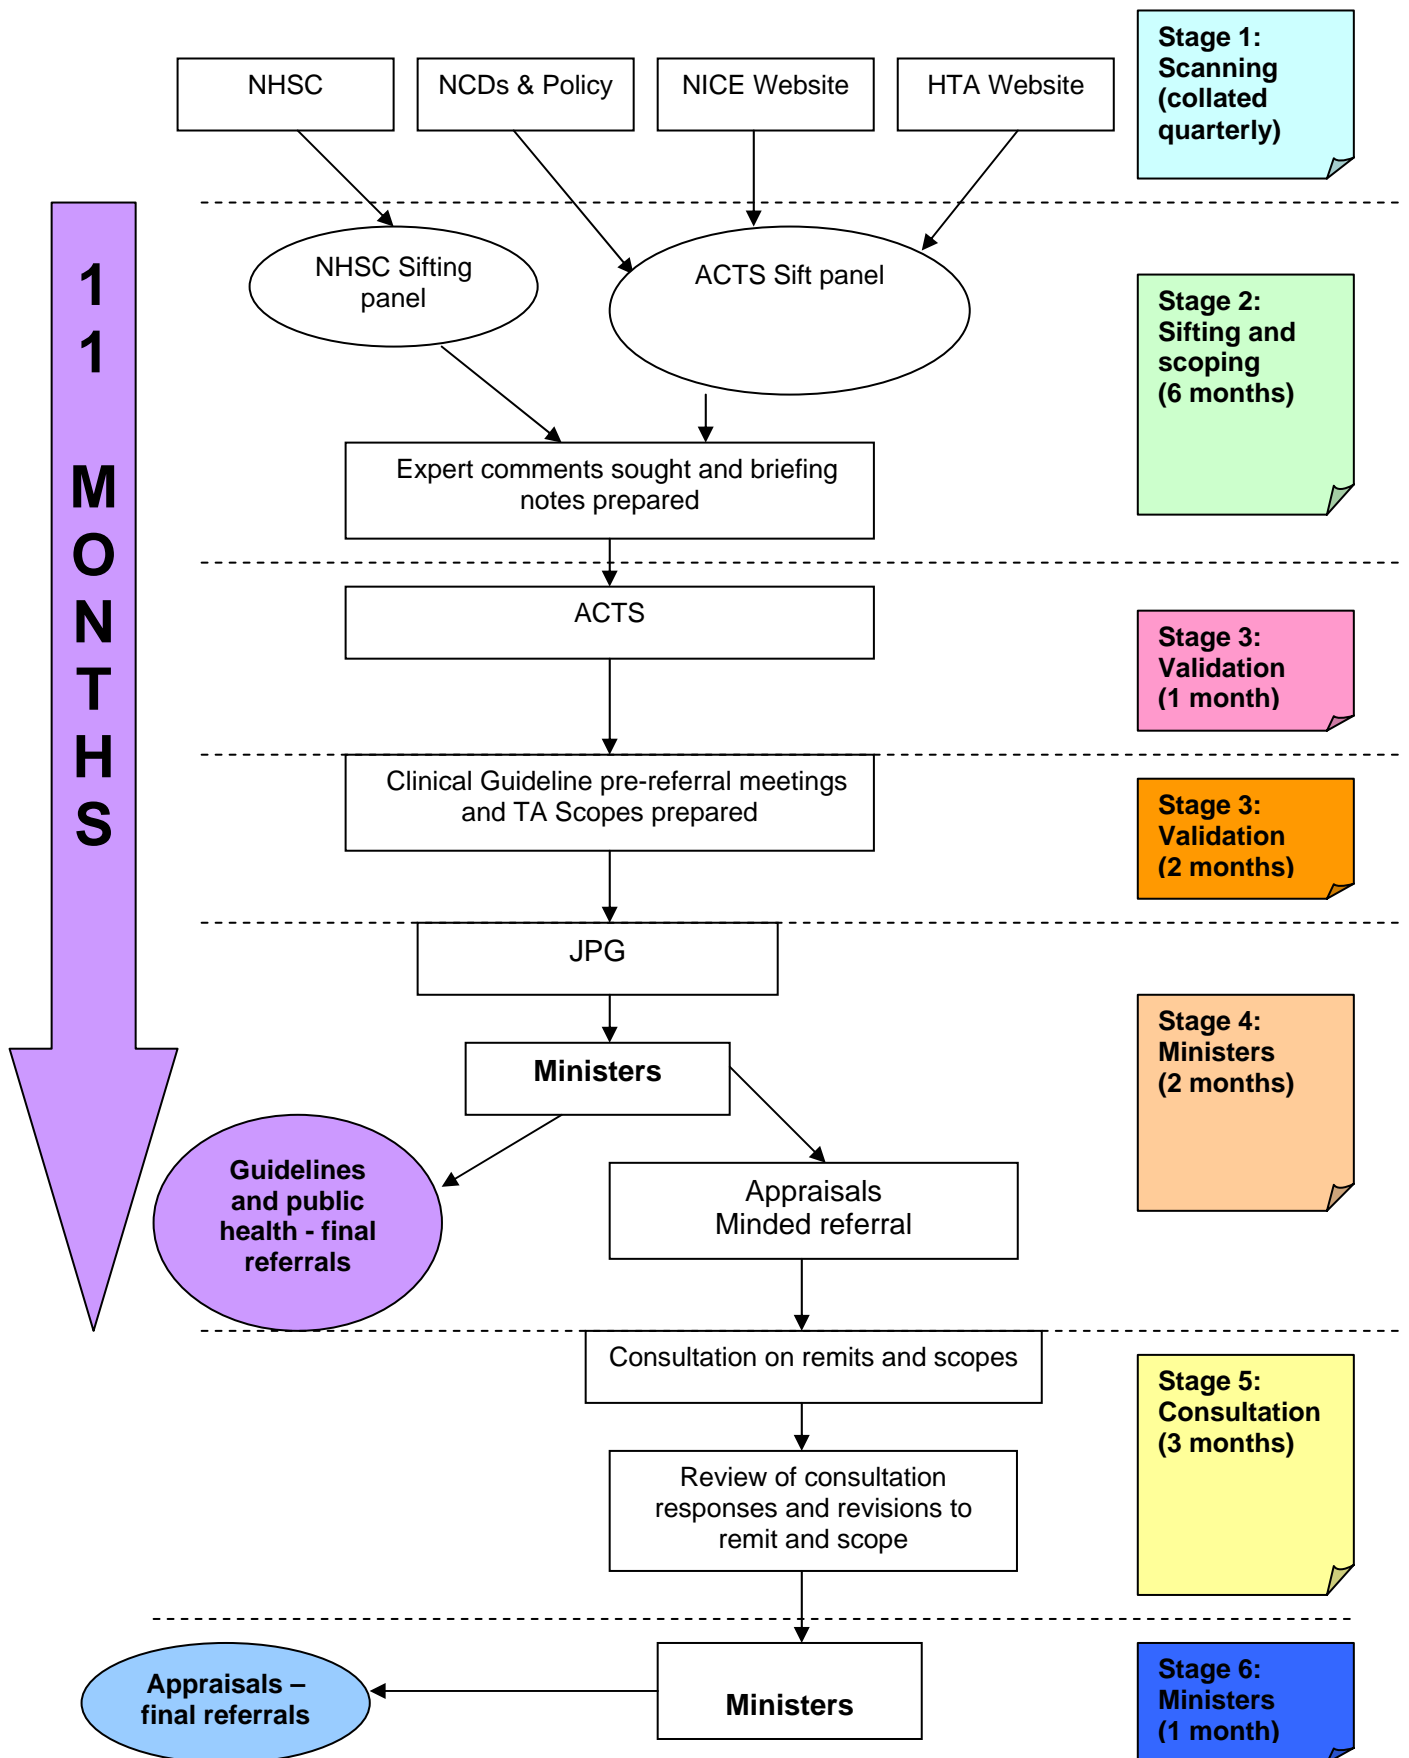 NHSC
NCDs & Policy
NICE Website
HTA Website
Stage 1:
Scanning
(collated
quarterly)
1
1
M
O
N
T
H
S
NHSC Sifting
panel
ACTS Sift panel
Stage 2:
Sifting and
scoping
(6 months)
Expert comments sought and briefing
notes prepared
ACTS
Stage 3:
Validation
(1 month)
Clinical Guideline pre-referral meetings
and TA Scopes prepared
Stage 3:
Validation
(2 months)
JPG
Ministers
Stage 4:
Ministers
(2 months)
Guidelines
and public
health - final
referrals
Appraisals
Minded referral
Consultation on remits and scopes
Stage 5:
Consultation
(3 months)
Review of consultation
responses and revisions to
remit and scope
Appraisals –
final referrals
Ministers
Stage 6:
Ministers
(1 month)